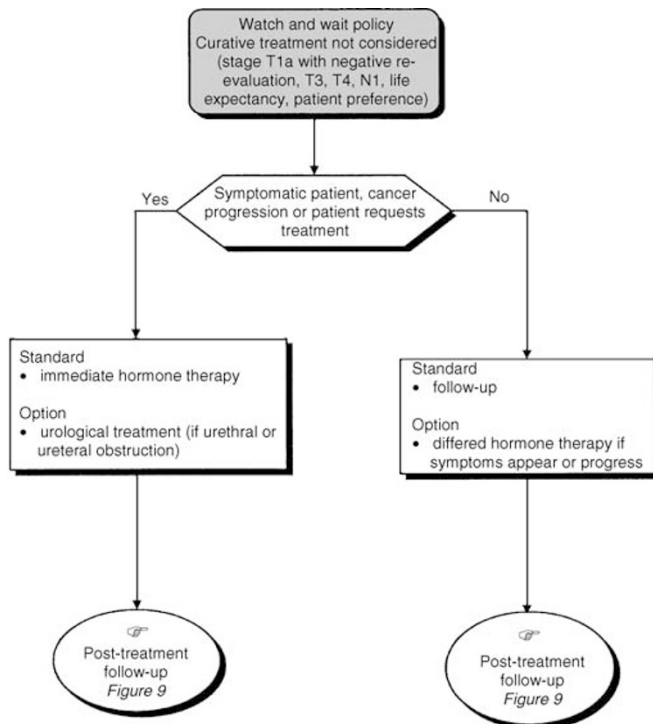 Watch and wait policy
Curative treatment not considered
(stage T1a with negative re-
evaluation, T3, T4, N1, life
expectancy, patient preference)
Symptomatic patient, cancer
progression or patient requests
treatment
Yes
No
Standard
• immediate hormone therapy
Option
• urological treatment (if urethral or
ureteral obstruction)
Standard
• follow-up
Option
• differed hormone therapy if
symptoms appear or progress
☞
Post-treatment
follow-up
Figure 9
☞
Post-treatment
follow-up
Figure 9